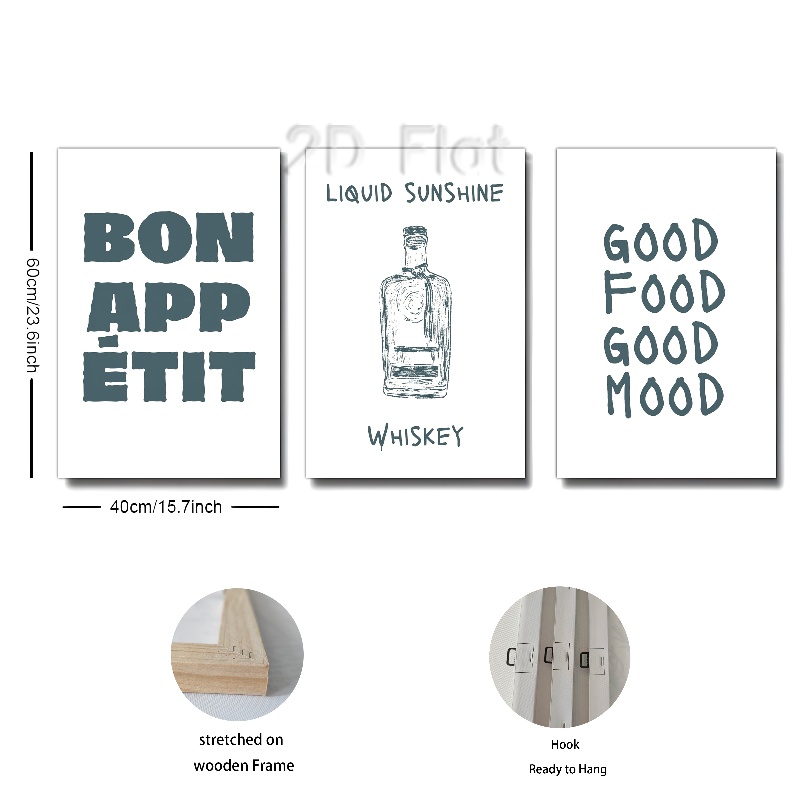 2D Flat
BON
APP
ÉTIT
LIQUID SUNSHINE
WHISKEY
GOOD
FOOD
GOOD
MOOD
60cm/23.6inch
40cm/15.7inch
stretched on
wooden Frame
Hook
Ready to Hang